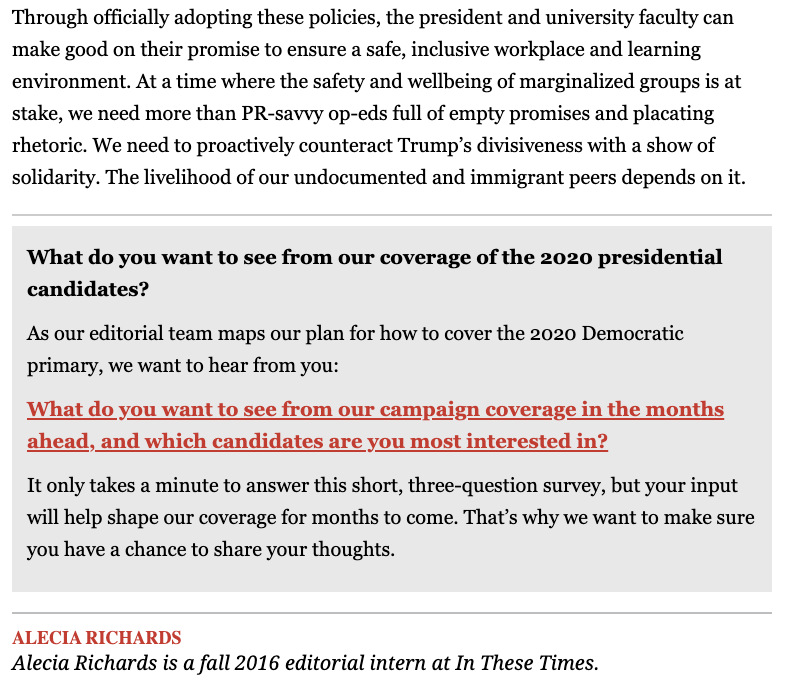 Through officially adopting these policies, the president and university faculty can
make good on their promise to ensure a safe, inclusive workplace and learning
environment. At a time where the safety and wellbeing of marginalized groups is at
stake, we need more than PR-savvy op-eds full of empty promises and placating
rhetoric. We need to proactively counteract Trump’s divisiveness with a show of
solidarity. The livelihood of our undocumented and immigrant peers depends on it.
What do you want to see from our coverage of the 2020 presidential
candidates?
As our editorial team maps our plan for how to cover the 2020 Democratic
primary, we want to hear from you:
What do you want to see from our campaign coverage in the months
ahead, and which candidates are you most interested in?
It only takes a minute to answer this short, three-question survey, but your input
will help shape our coverage for months to come. That’s why we want to make sure
you have a chance to share your thoughts.
ALECIA RICHARDS
Alecia Richards is a fall 2016 editorial intern at In These Times.